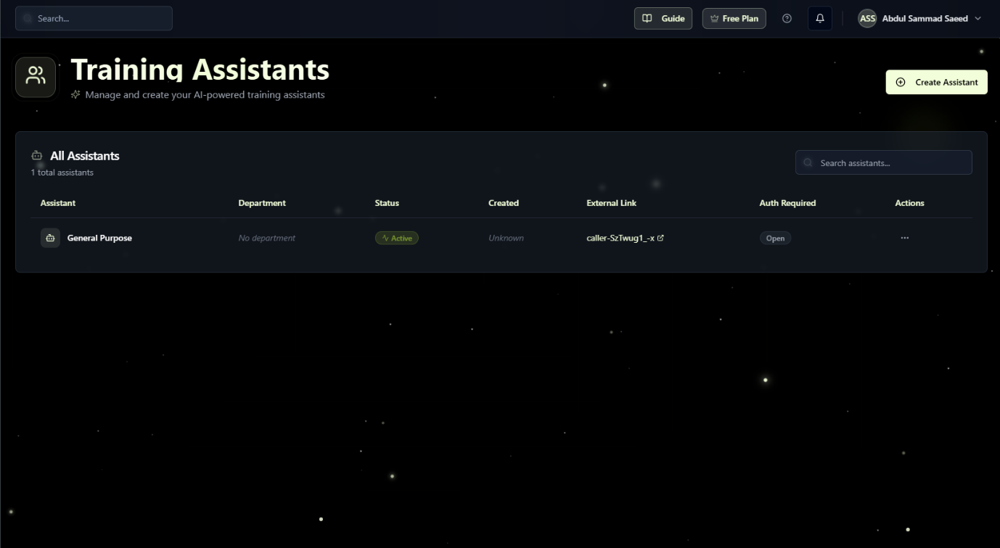 Search...
Guide
Free Plan
ASS
Abdul Sammad Saeed
Training Assistants
Manage and create your AI-powered training assistants
Create Assistant
All Assistants
1 total assistants
Search assistants...
Assistant Department Status Created External Link Auth Required Actions
General Purpose No department Active Unknown caller-SzTwug1_-x Open ...